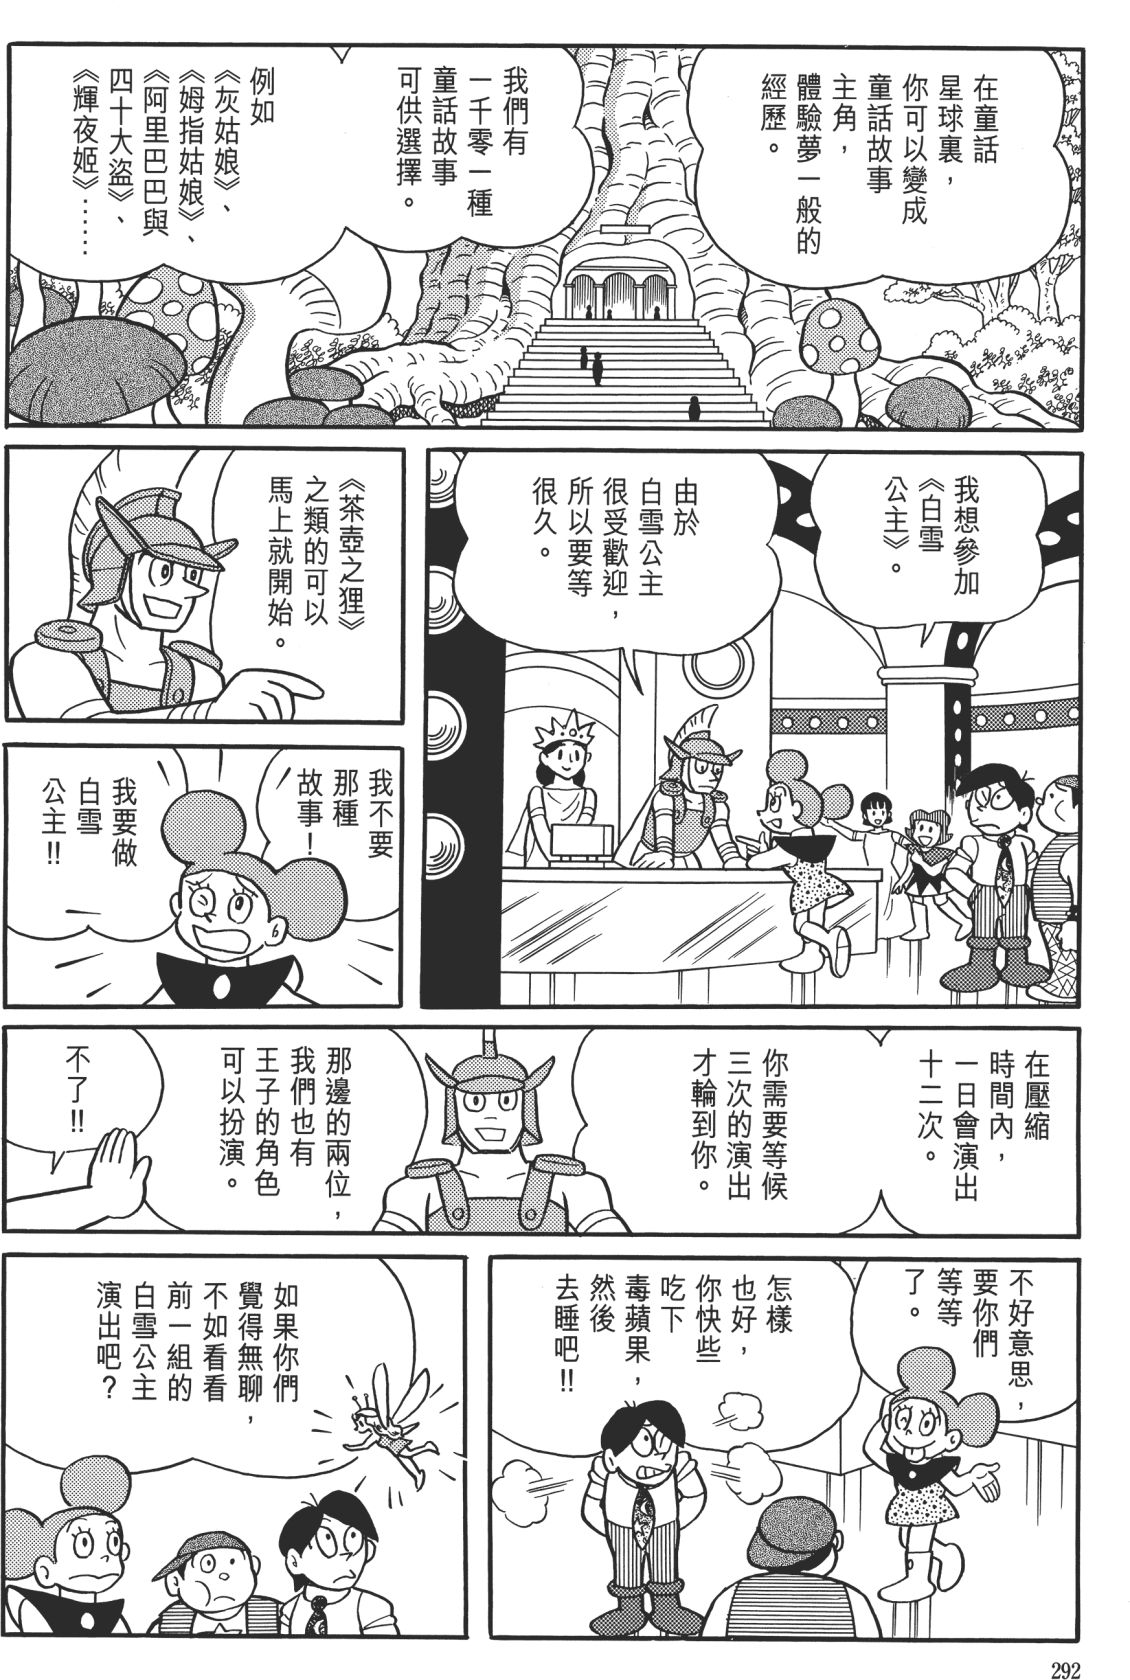 在童話
星球裏，
你可以變成
童話故事
主角，
體驗夢一般的
經歷。
我們有
一千零一種
童話故事
可供選擇。
例如
《灰姑娘》、
《姆指姑娘》、
《阿里巴巴與
四十大盜》、
《輝夜姬》……
我想參加
《白雪
公主》。
由於
白雪公主
很受歡迎，
所以要等
很久。
《茶壺之狸》
之類的可以
馬上就開始。
我不要
那種
故事！
我要做
白雪
公主!!
在壓縮
時間內，
一日會演出
十二次。
你需要等候
三次的演出
才輪到你。
那邊的兩位，
我們也有
王子的角色
可以扮演。
不了!!
不好意思，
要你們
等等
了。
怎樣
也好，
你快些
吃下
毒蘋果，
然後
去睡吧!!
如果你們
覺得無聊，
不如看看
前一組的
白雪公主
演出吧？
292